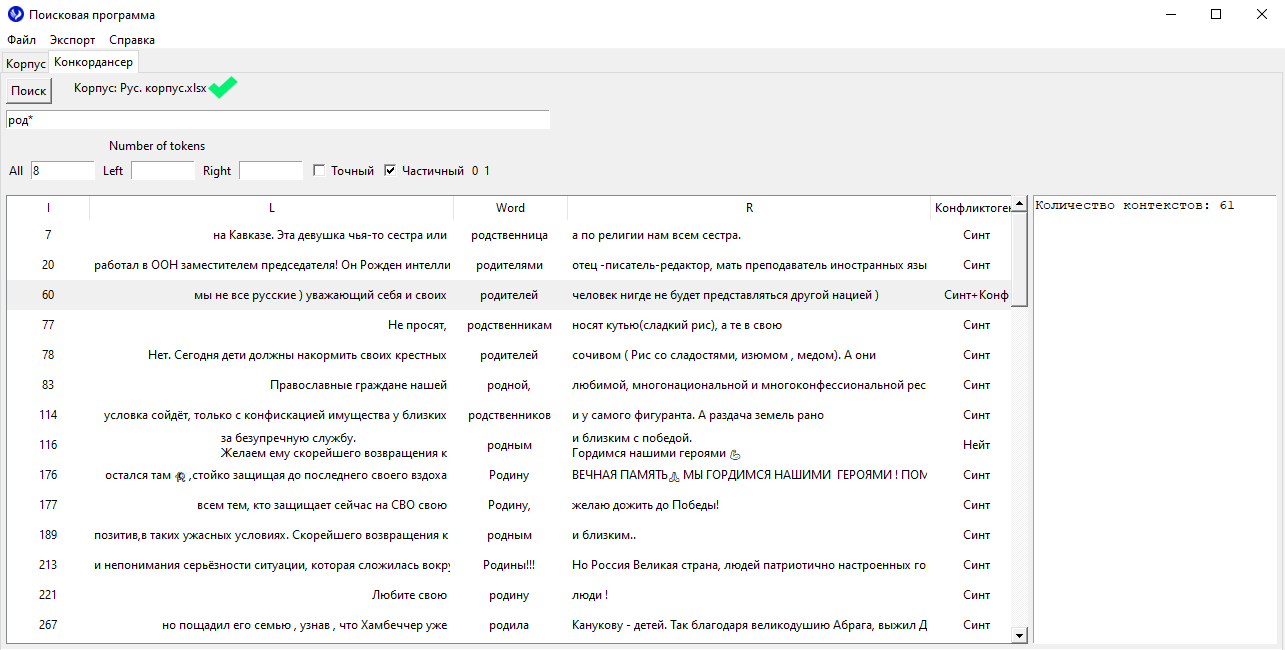 Поисковая программа
Файл Экспорт Справка
Корпус Конкордансер
Поиск Корпус: Рус. корпус.xlsx
род*
Number of tokens
All 8 Left Right Точный Частичный 0 1
I L Word R Конфликтоген
Количество контекстов: 61
7 на Кавказе. Эта девушка чья-то сестра или родственница а по религии нам всем сестра. Синт
20 работал в ООН заместителем председателя! Он Рожден интелли родителями отец -писатель-редактор, мать преподаватель иностранных язы Синт
60 мы не все русские ) уважающий себя и своих родителей человек нигде не будет представляться другой нацией ) Синт+Конф
77 Не просят, родственникам носят кутью(сладкий рис), а те в свою Синт
78 Нет. Сегодня дети должны накормить своих крестных родителей сочивом ( Рис со сладостями, изюмом , медом). А они Синт
83 Православные граждане нашей родной, любимой, многонациональной и многоконфессиональной рес Синт
114 условка сойдёт, только с конфискацией имущества у близких родственников и у самого фигуранта. А раздача земель рано Синт
116 за безупречную службу. Желаем ему скорейшего возвращения к родным и близким с победой. Гордимся нашими героями 💪 Нейт
176 остался там ,стойко защищая до последнего своего вздоха Родину ВЕЧНАЯ ПАМЯТЬ🙏 МЫ ГОРДИМСЯ НАШИМИ ГЕРОЯМИ ! ПОМ Синт
177 всем тем, кто защищает сейчас на СВО свою Родину, желаю дожить до Победы! Синт
189 позитив,в таких ужасных условиях. Скорейшего возвращения к родным и близким.. Синт
213 и непонимания серьёзности ситуации, которая сложилась вокру Родины!!! Но Россия Великая страна, людей патриотично настроенных го Синт
221 Любите свою родину люди ! Синт
267 но пощадил его семью , узнав , что Хамбеччер уже родила Канукову - детей. Так благодаря великодушию Абрага, выжил Д Синт